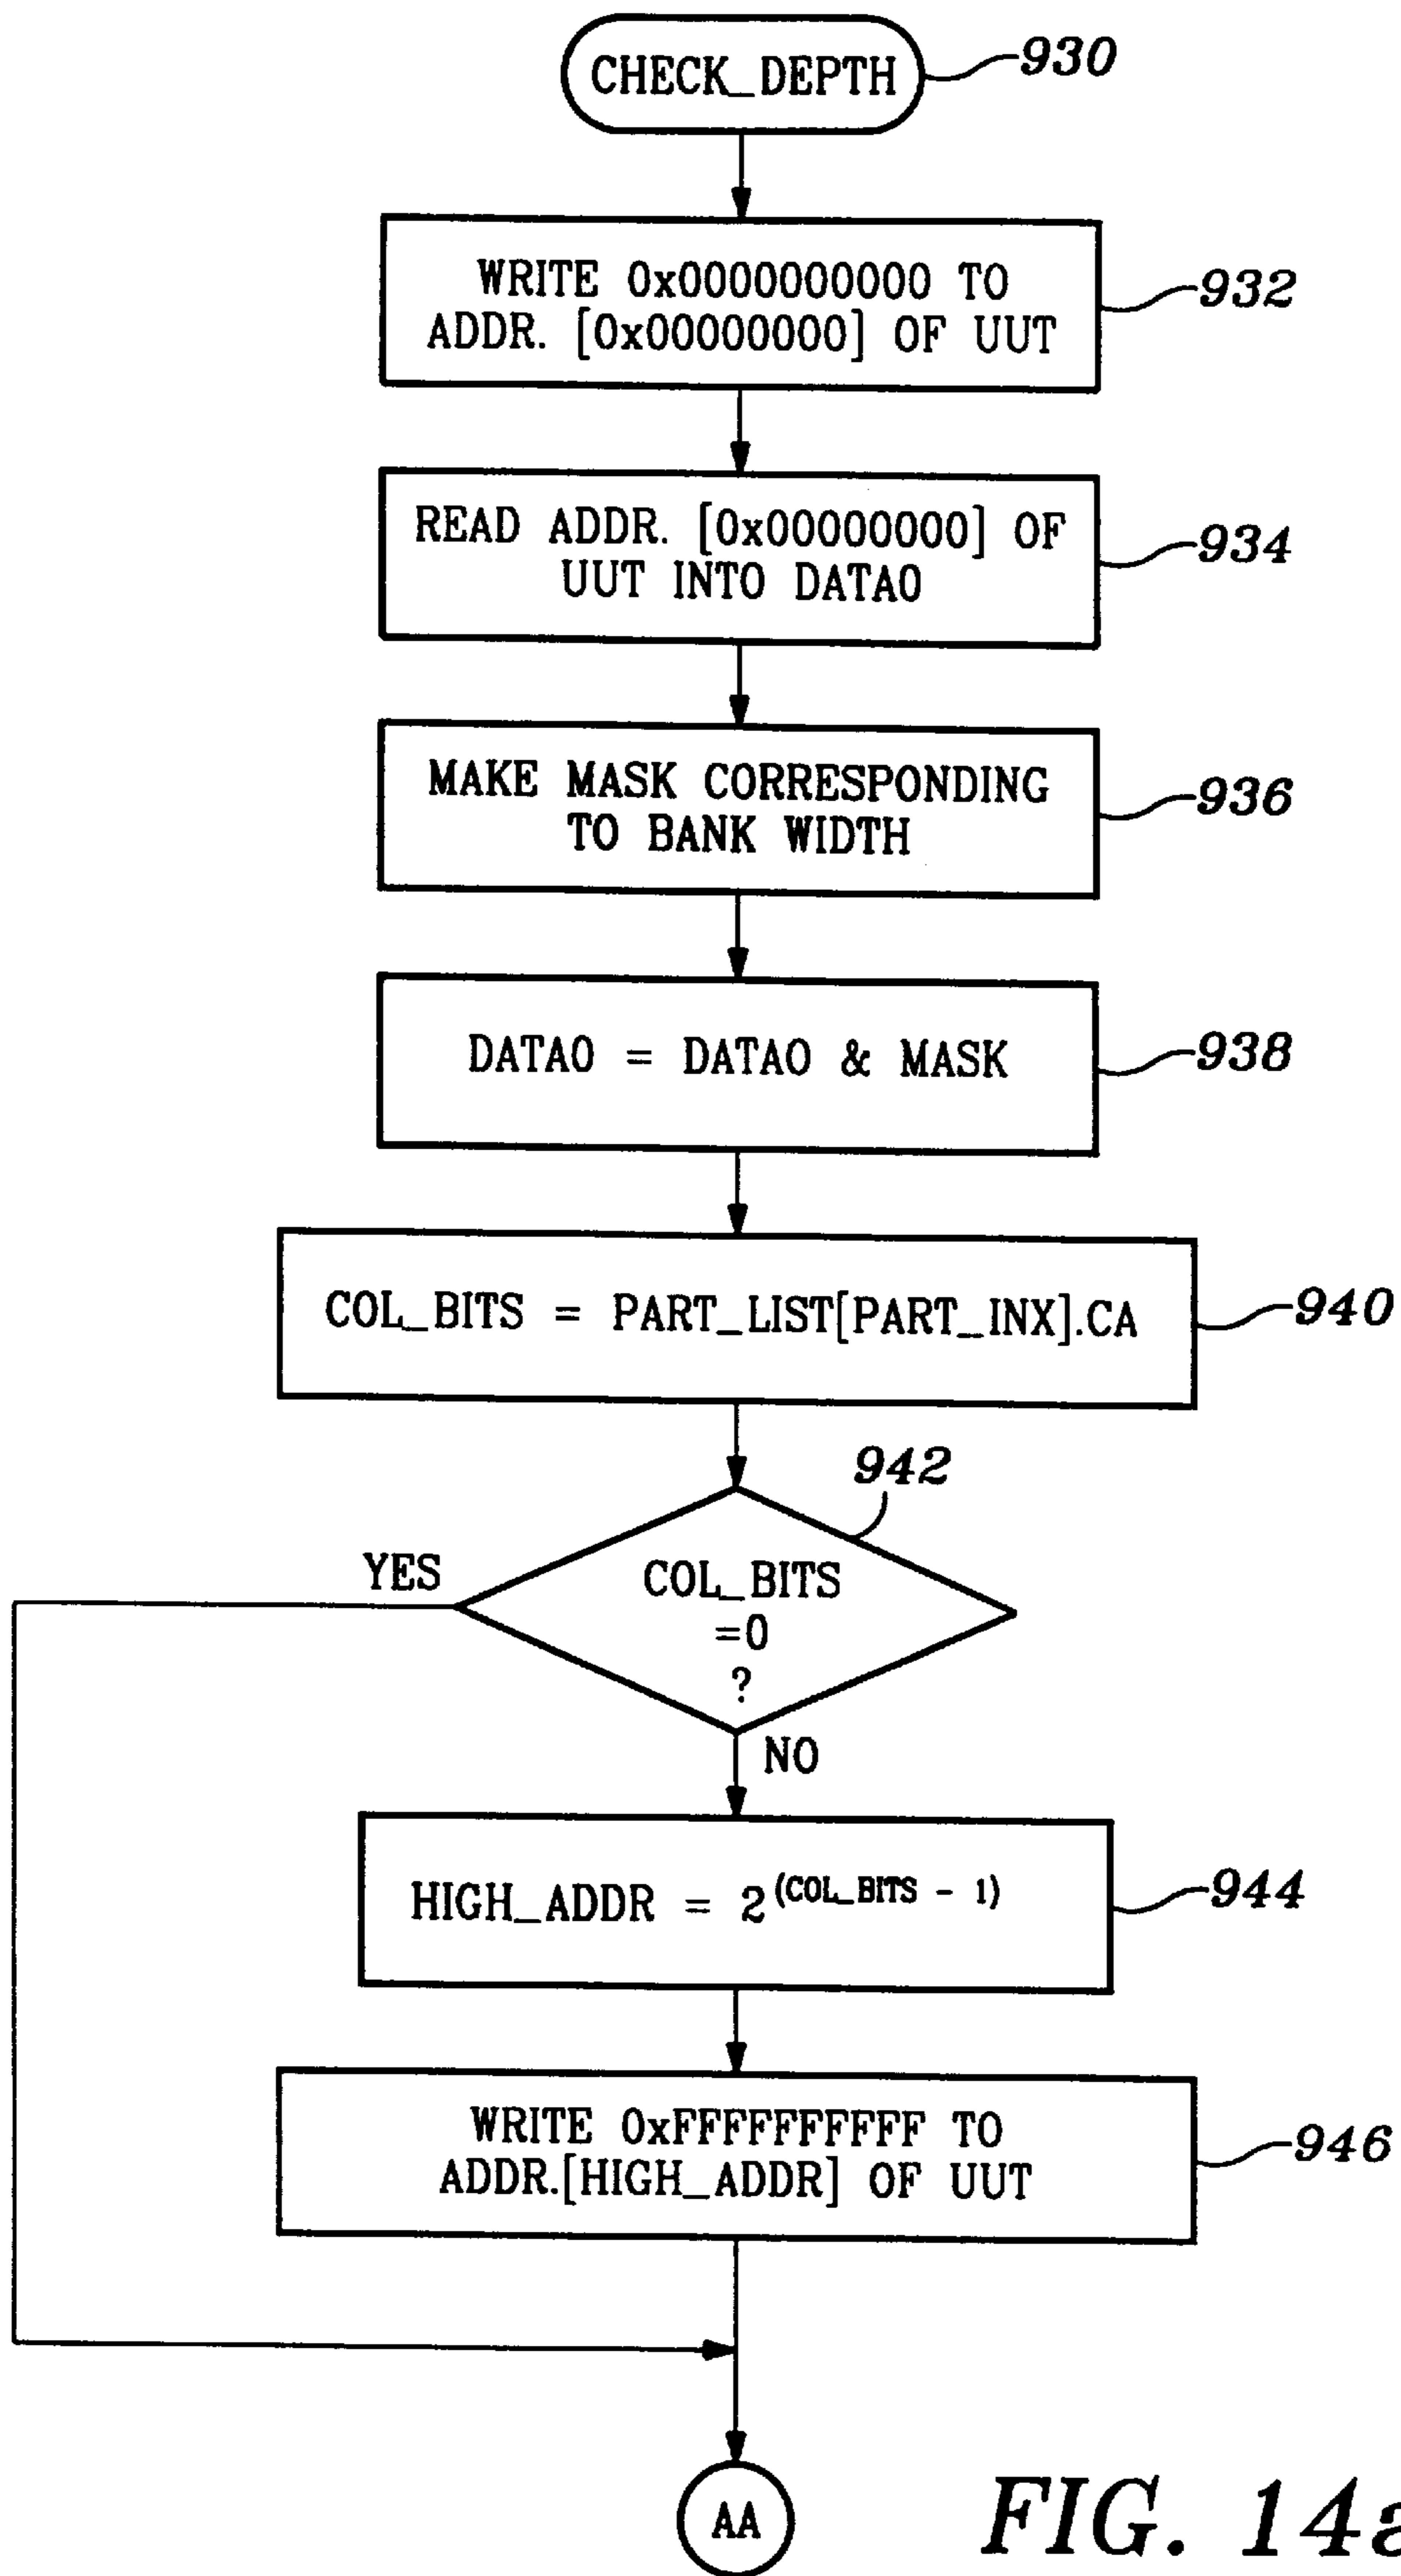 CHECK_DEPTH
930
WRITE 0x0000000000 TO
ADDR. [0x00000000] OF UUT
932
READ ADDR. [0x00000000] OF
UUT INTO DATA0
934
MAKE MASK CORRESPONDING
TO BANK WIDTH
936
DATA0 = DATA0 & MASK
938
COL_BITS = PART_LIST[PART_INX].CA
940
942
YES
COL_BITS
=0
?
NO
HIGH_ADDR = 2^(COL_BITS - 1)
944
WRITE 0xFFFFFFFFFF TO
ADDR.[HIGH_ADDR] OF UUT
946
AA
FIG. 14a